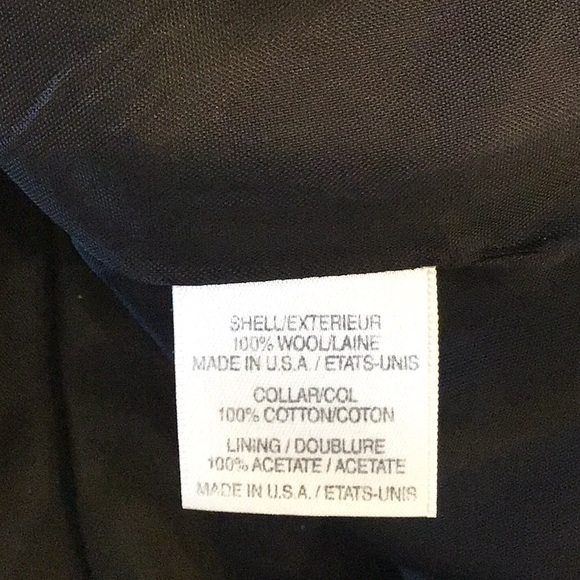 SHELL/EXTERIEUR
100% WOOL/LAINE
MADE IN U.S.A. / ETATS-UNIS
COLLAR/COL
100% COTTON/COTON
LINING / DOUBLURE
100% ACETATE / ACETATE
MADE IN U.S.A. / ETATS-UNIS